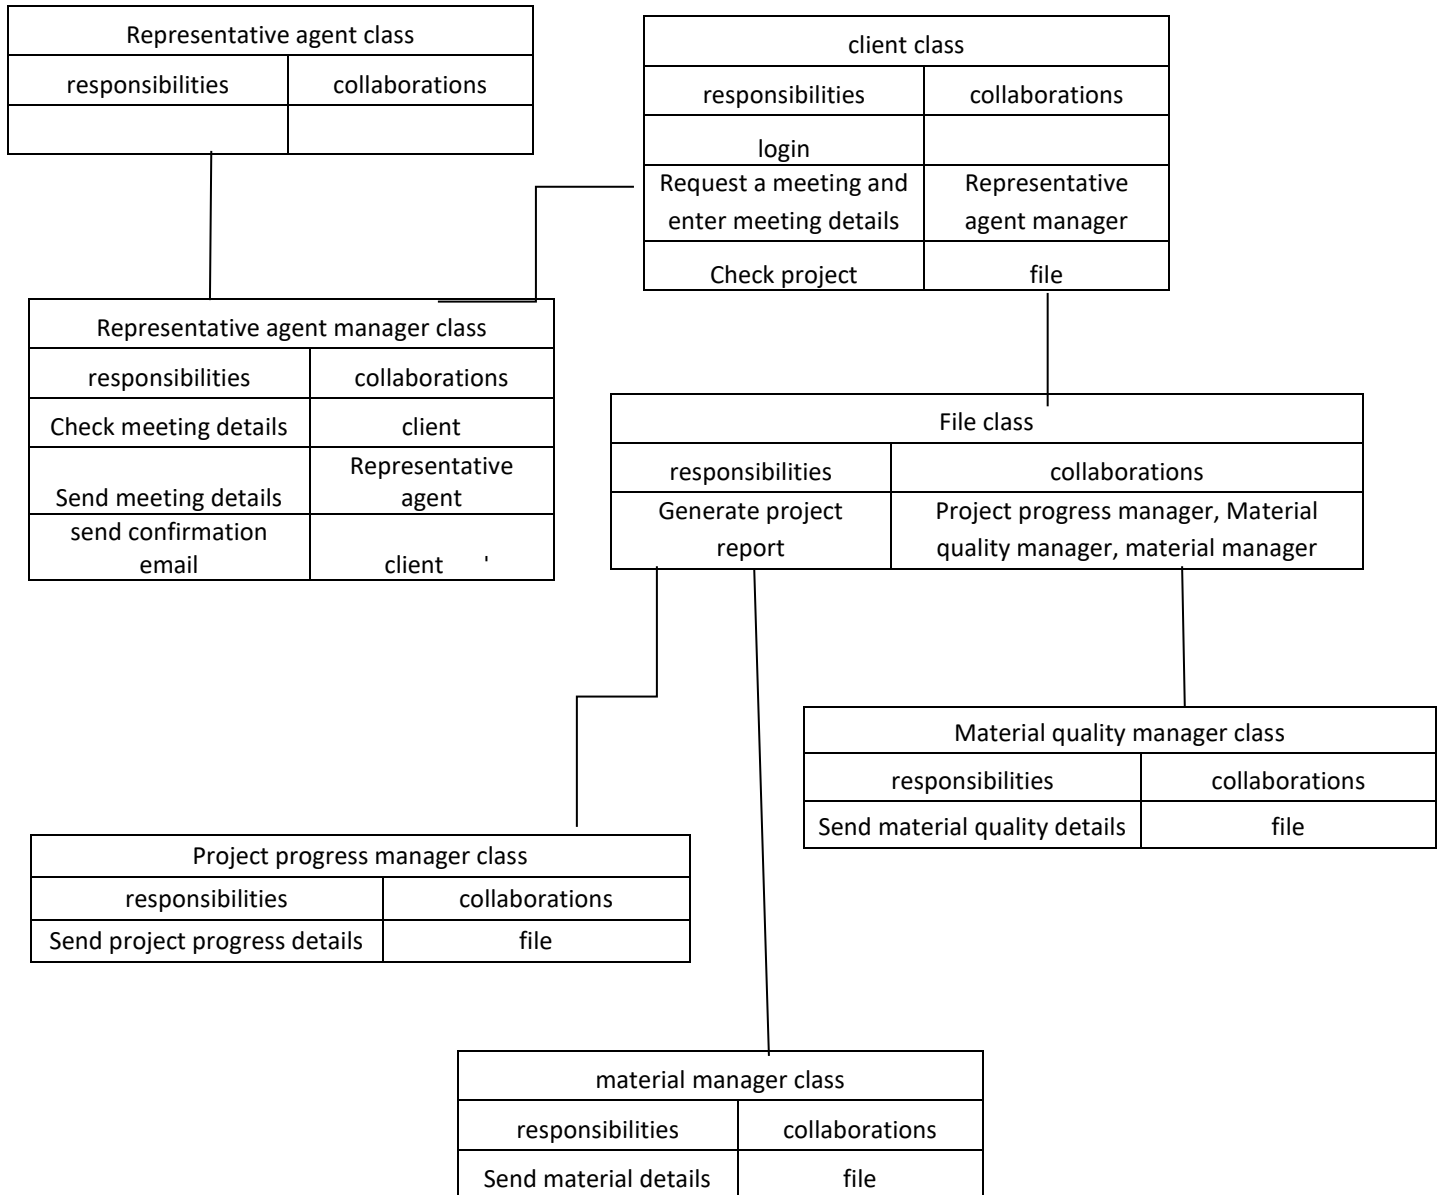 Representative agent class
responsibilities collaborations
client class
responsibilities collaborations
login
Request a meeting and
enter meeting details
Representative
agent manager
Check project file
Representative agent manager class
responsibilities collaborations
Check meeting details client
Send meeting details
Representative
agent
send confirmation
email
client '
File class
responsibilities collaborations
Generate project
report
Project progress manager, Material
quality manager, material manager
Material quality manager class
responsibilities collaborations
Send material quality details file
Project progress manager class
responsibilities collaborations
Send project progress details file
material manager class
responsibilities collaborations
Send material details file